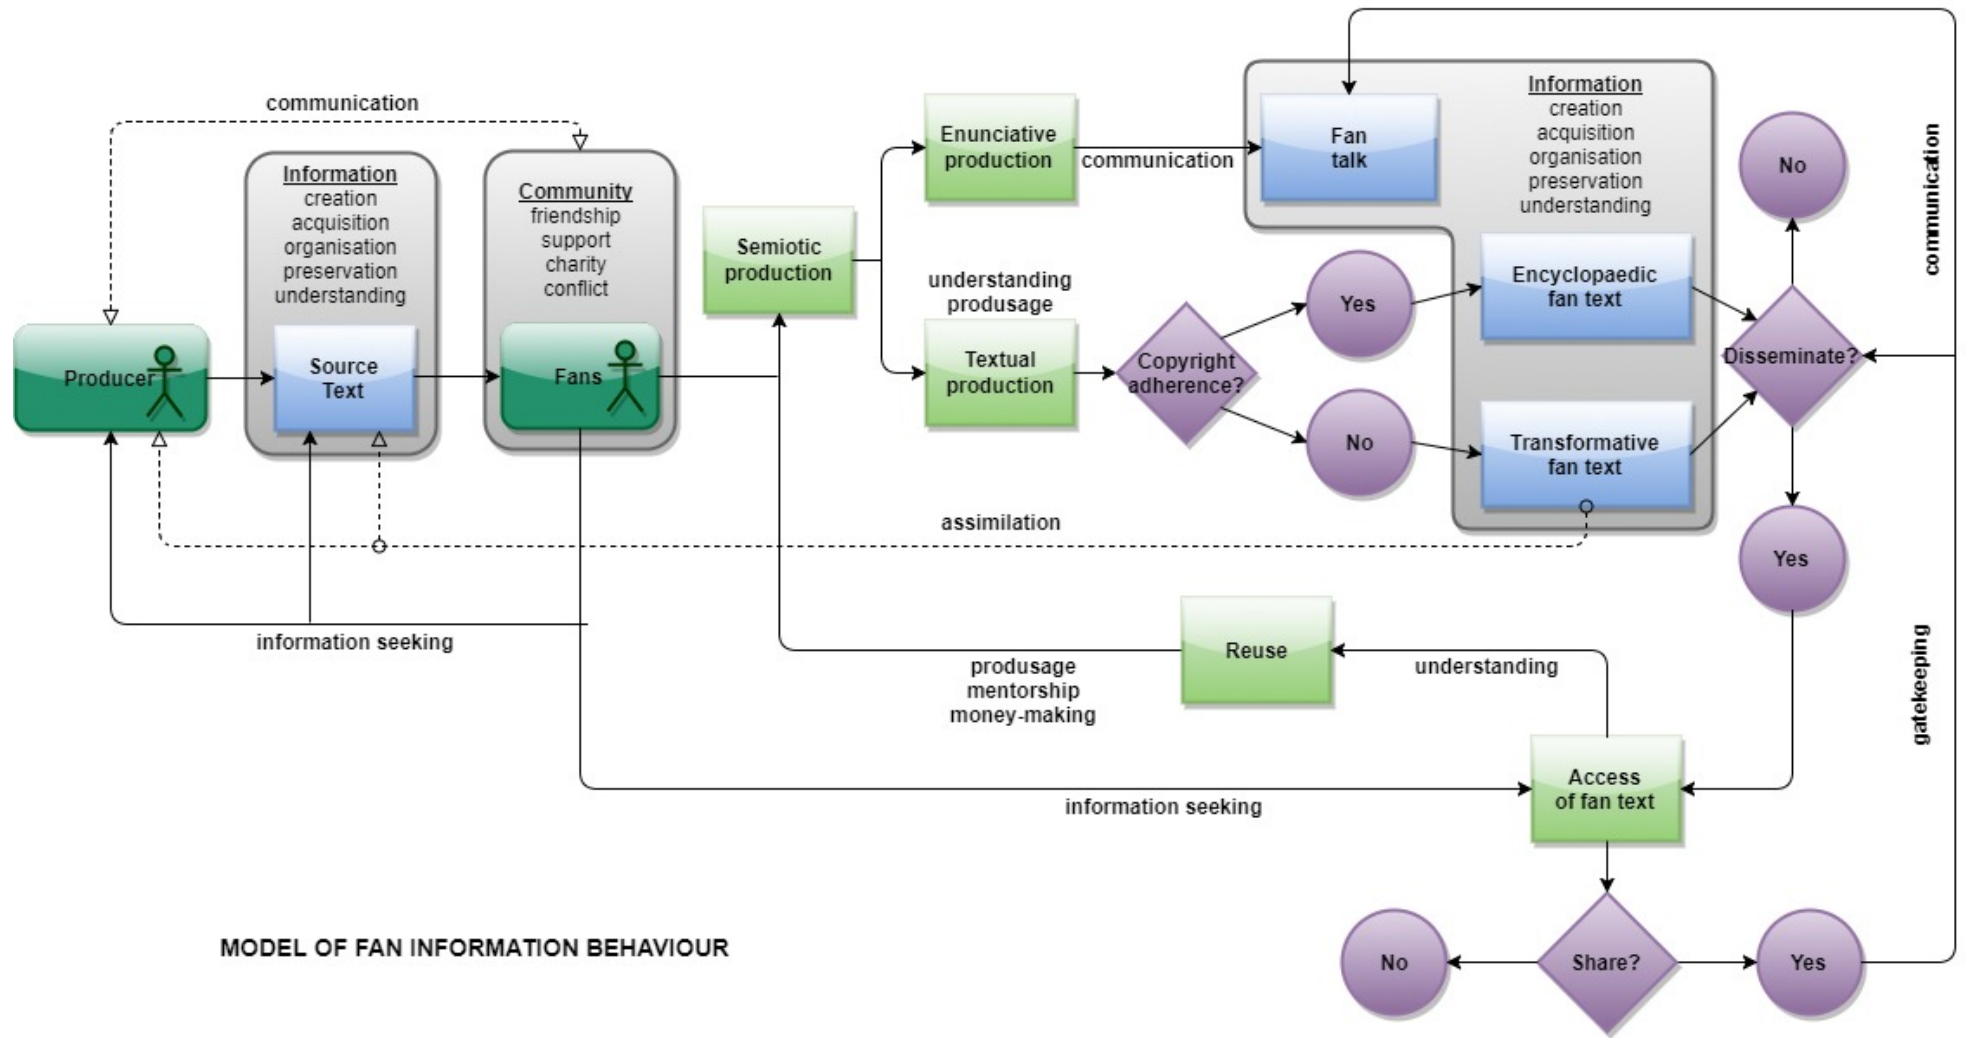 communication
Information
creation
acquisition
organisation
preservation
understanding
Community
friendship
support
charity
conflict
Producer
Source
Text
Fans
Semiotic
production
Enunciative
production
communication
Fan
talk
Information
creation
acquisition
organisation
preservation
understanding
understanding
produsage
Textual
production
Copyright
adherence?
Yes
No
Encyclopaedic
fan text
Transformative
fan text
Disseminate?
No
Yes
communication
gatekeeping
assimilation
information seeking
Reuse
produsage
mentorship
money-making
understanding
Access
of fan text
information seeking
Share?
No
Yes
MODEL OF FAN INFORMATION BEHAVIOUR